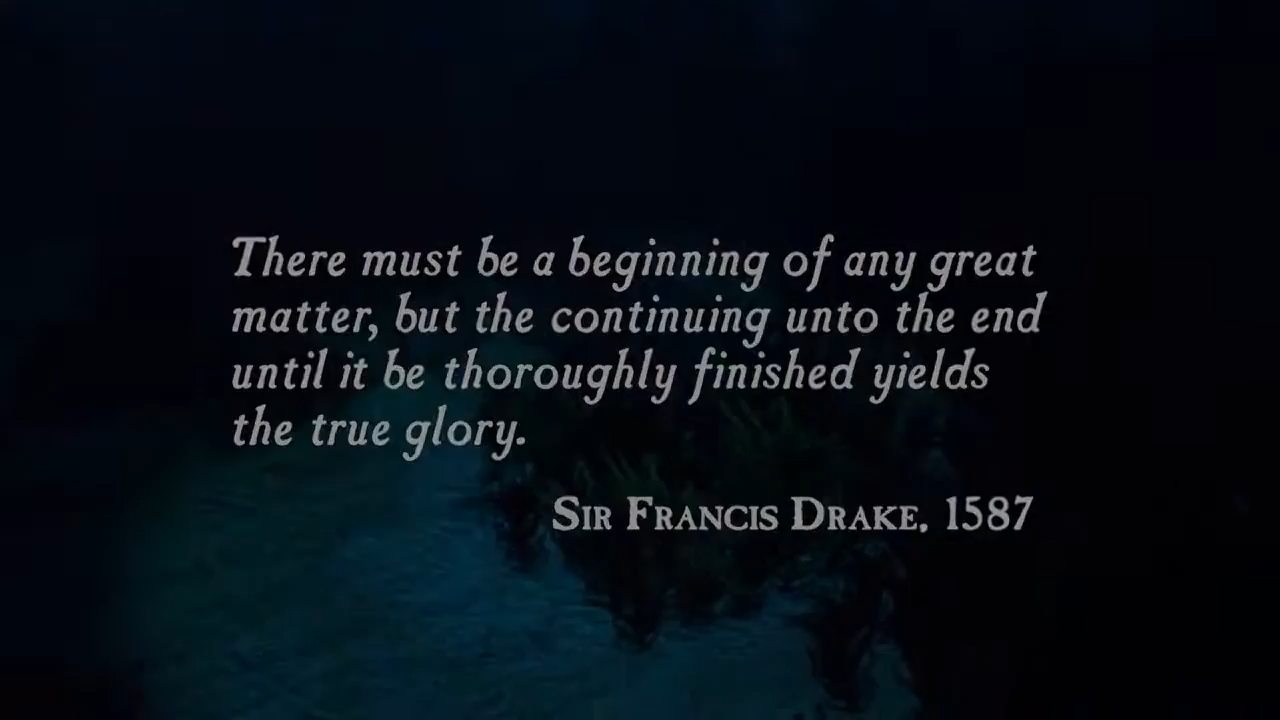 There must be a beginning of any great
matter, but the continuing unto the end
until it be thoroughly finished yields
the true glory.
Sir Francis Drake, 1587